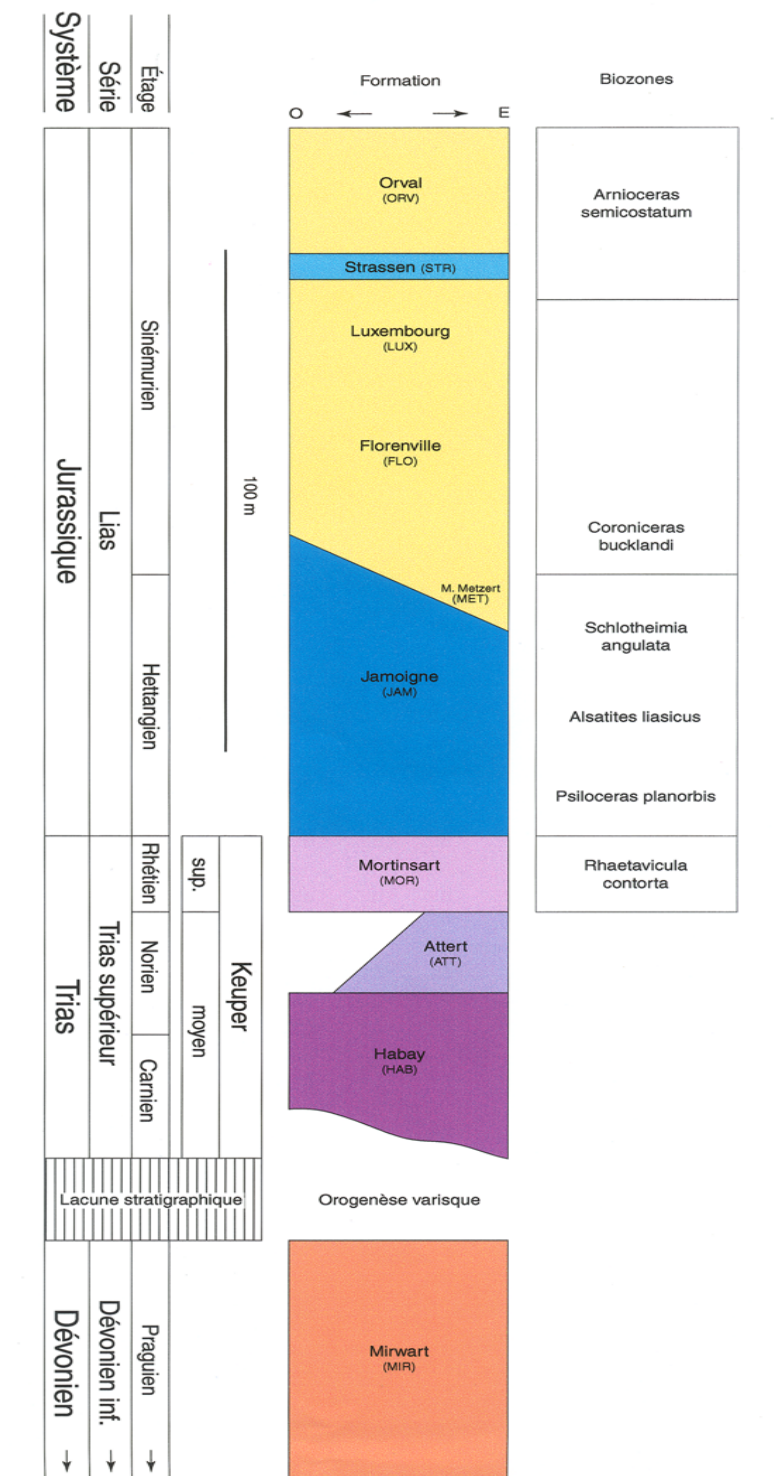 Système
Série
Étage
Formation
Biozones
O
E
Orval
(ORV)
Arnioceras
semicostatum
Strassen (STR)
Sinémurien
Luxembourg
(LUX)
Florenville
(FLO)
100 m
Jurassique
Lias
Coroniceras
bucklandi
M. Metzert
(MET)
Hettangien
Schlotheimia
angulata
Jamoigne
(JAM)
Alsatites liasicus
Psiloceras planorbis
Rhétien
sup.
Mortinsart
(MOR)
Rhaetavicula
contorta
Trias
Trias supérieur
Norien
moyen
Keuper
Attert
(ATT)
Carnien
Habay
(HAB)
Lacune stratigraphique
Orogenèse varisque
Dévonien
Dévonien inf.
Praguien
Mirwart
(MIR)